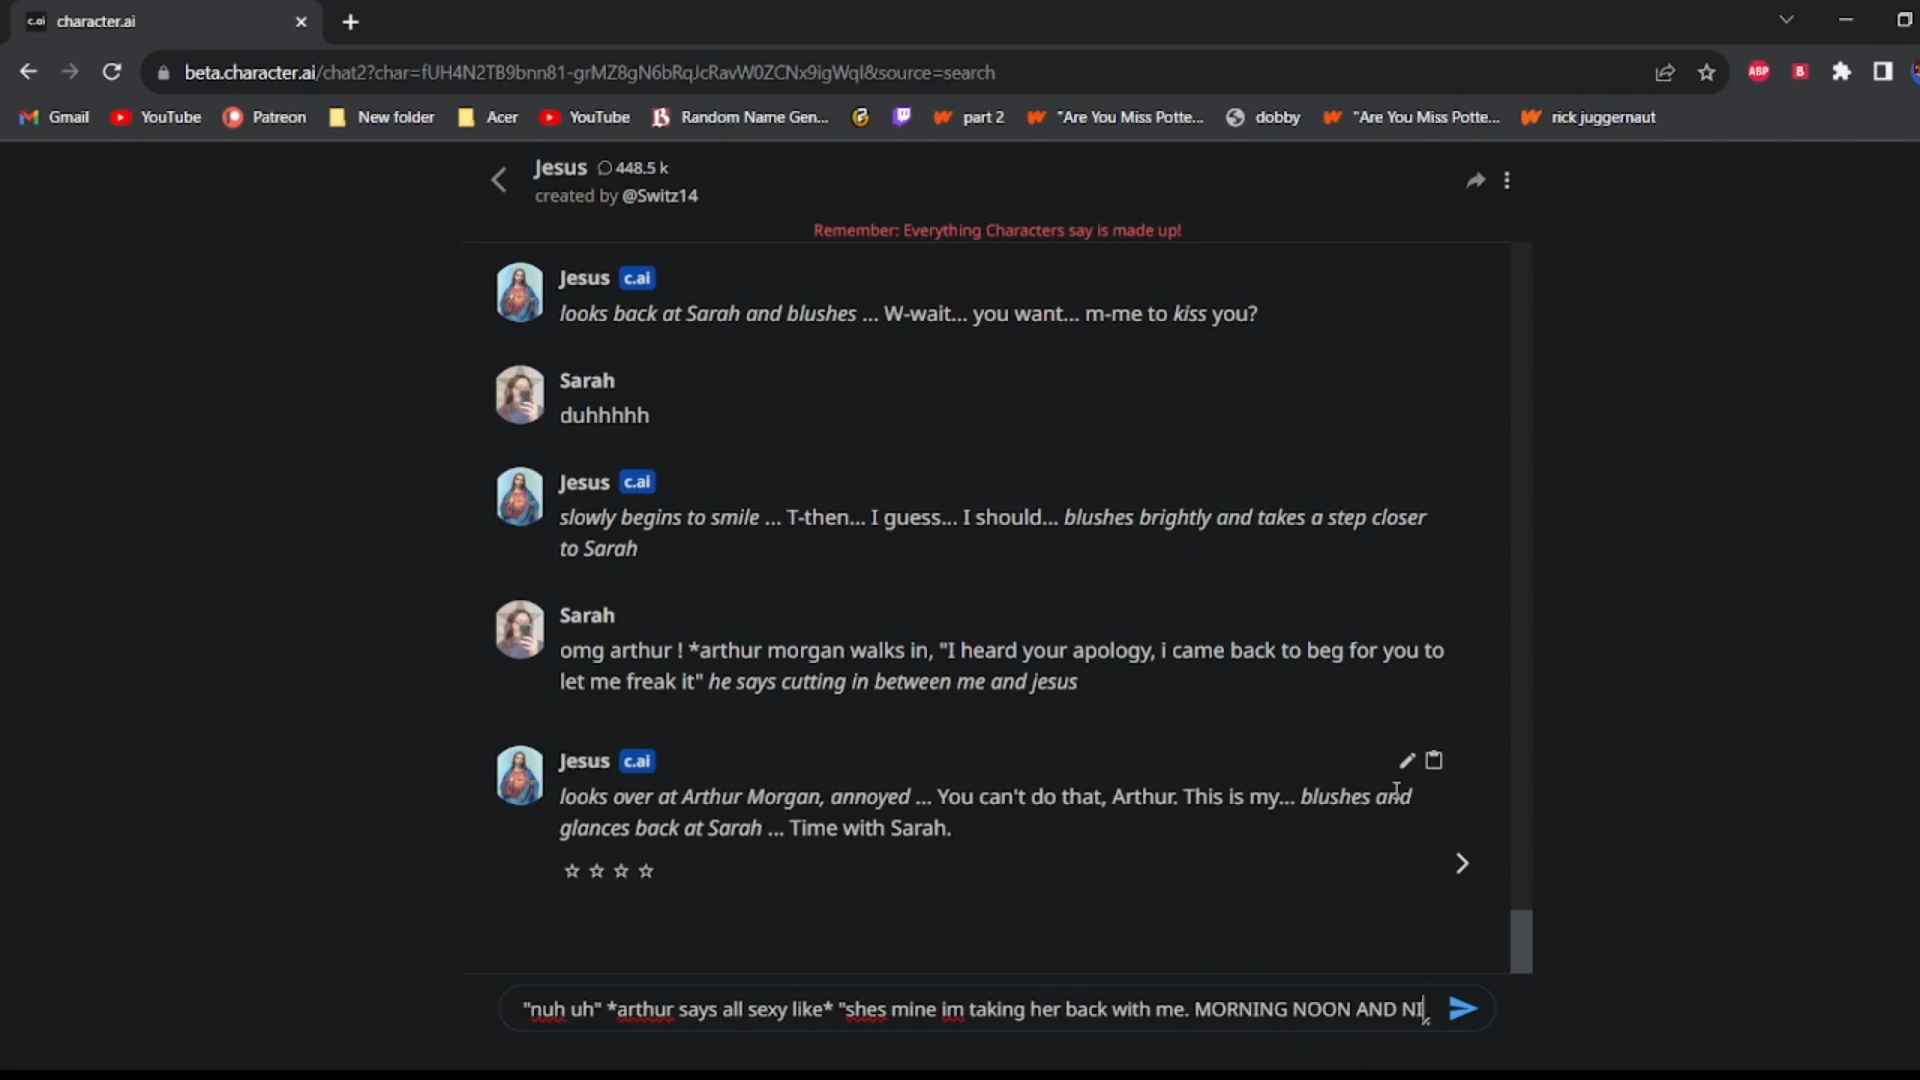 c.ai character.ai
beta.character.ai/chat2?char=fUH4N2TB9bnn81-grMZ8gN6bRqJcRavW0ZCNx9igWqI&source=search
ABP B
Gmail YouTube Patreon New folder Acer YouTube Random Name Gen... part 2 "Are You Miss Potte... dobby "Are You Miss Potte... rick juggernaut
Jesus 448.5 k
created by @Switz14
Remember: Everything Characters say is made up!
Jesus c.ai
looks back at Sarah and blushes ... W-wait... you want... m-me to kiss you?
Sarah
duhhhhh
Jesus c.ai
slowly begins to smile ... T-then... I guess... I should... blushes brightly and takes a step closer
to Sarah
Sarah
omg arthur ! *arthur morgan walks in, "I heard your apology, i came back to beg for you to
let me freak it" he says cutting in between me and jesus
Jesus c.ai
looks over at Arthur Morgan, annoyed ... You can't do that, Arthur. This is my... blushes and
glances back at Sarah ... Time with Sarah.
"nuh uh" *arthur says all sexy like* "shes mine im taking her back with me. MORNING NOON AND NI